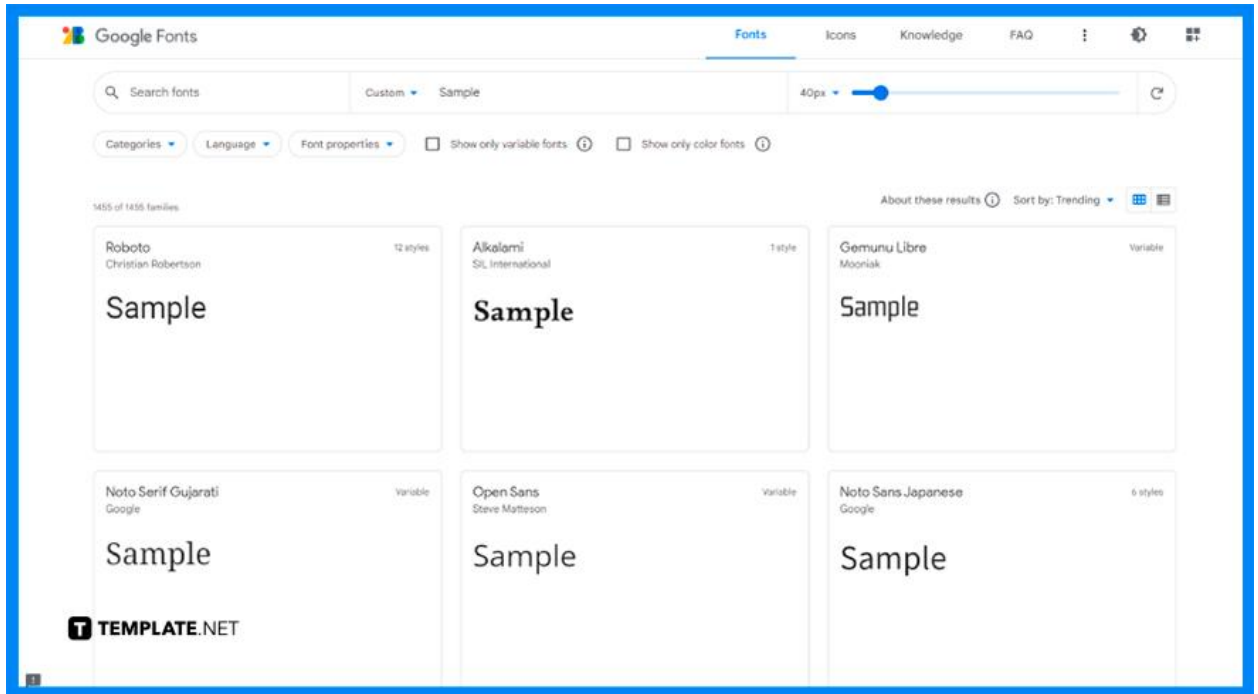 Google Fonts Fonts Icons Knowledge FAQ
Search fonts Custom Sample 40px
Categories Language Font properties Show only variable fonts Show only color fonts
About these results Sort by: Trending
1455 of 1455 families
Roboto 12 styles Alkalami 1 style Gemunu Libre Variable
Christian Robertson SIL International Mooniak
Sample Sample Sample
Noto Serif Gujarati Variable Open Sans Variable Noto Sans Japanese 6 styles
Google Steve Matteson Google
Sample Sample Sample
T TEMPLATE.NET